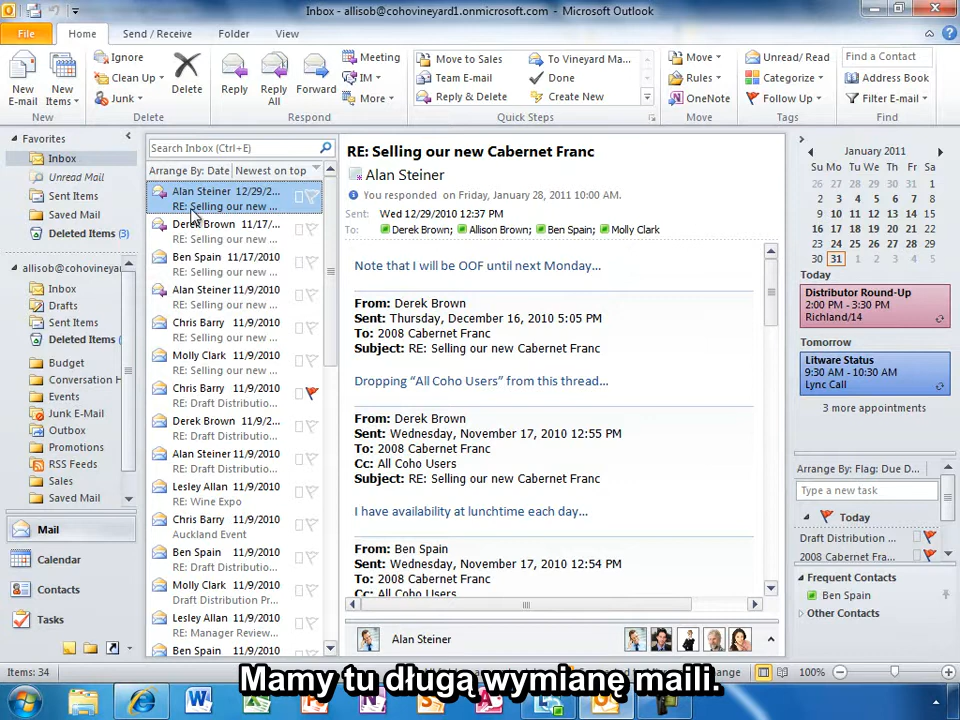 Inbox - allisob@cohovineyard1.onmicrosoft.com - Microsoft Outlook
File Home Send / Receive Folder View
New E-mail
New Items
New
Ignore
Clean Up
Junk
Delete
Delete
Reply
Reply All
Forward
Meeting
IM
More
Respond
Move to Sales
Team E-mail
Reply & Delete
To Vineyard Ma...
Done
Create New
Quick Steps
Move
Rules
OneNote
Move
Unread/ Read
Categorize
Follow Up
Tags
Find a Contact
Address Book
Filter E-mail
Find
Favorites
Inbox
Unread Mail
Sent Items
Saved Mail
Deleted Items (3)
allisob@cohovineyard
Inbox
Drafts
Sent Items
Deleted Items (
Budget
Conversation H
Events
Junk E-Mail
Outbox
Promotions
RSS Feeds
Sales
Saved Mail
Mail
Calendar
Contacts
Tasks
Search Inbox (Ctrl+E)
Arrange By: Date Newest on top
Alan Steiner 12/29/2...
RE: Selling our new ...
Derek Brown 11/17/...
RE: Selling our new ...
Ben Spain 11/17/2010
RE: Selling our new ...
Alan Steiner 11/9/2010
RE: Selling our new ...
Chris Barry 11/9/2010
RE: Selling our new ...
Molly Clark 11/9/2010
RE: Selling our new ...
Chris Barry 11/9/2010
RE: Draft Distributio...
Derek Brown 11/9/2...
RE: Draft Distributio...
Alan Steiner 11/9/2010
RE: Draft Distributio...
Lesley Allan 11/9/2010
RE: Wine Expo
Chris Barry 11/9/2010
Auckland Event
Ben Spain 11/9/2010
RE: Draft Distributio...
Molly Clark 11/9/2010
Draft Distribution Pr...
Lesley Allan 11/9/2010
RE: Manager Review...
Ben Spain 11/9/2010
RE: Selling our new Cabernet Franc
Alan Steiner
You responded on Friday, January 28, 2011 10:00 AM.
Sent: Wed 12/29/2010 12:37 PM
To: Derek Brown; Allison Brown; Ben Spain; Molly Clark
Note that I will be OOF until next Monday...
From: Derek Brown
Sent: Thursday, December 16, 2010 5:05 PM
To: 2008 Cabernet Franc
Subject: RE: Selling our new Cabernet Franc
Dropping “All Coho Users” from this thread...
From: Derek Brown
Sent: Wednesday, November 17, 2010 12:55 PM
To: 2008 Cabernet Franc
Cc: All Coho Users
Subject: RE: Selling our new Cabernet Franc
I have availability at lunchtime each day...
From: Ben Spain
Sent: Wednesday, November 17, 2010 12:54 PM
To: 2008 Cabernet Franc
Cc: All Coho Users
Alan Steiner
January 2011
Su Mo Tu We Th Fr Sa
26 27 28 29 30 31 1
2 3 4 5 6 7 8
9 10 11 12 13 14 15
16 17 18 19 20 21 22
23 24 25 26 27 28 29
30 31 1 2 3 4 5
Today
Distributor Round-Up
2:00 PM - 3:30 PM
Richland/14
Tomorrow
Litware Status
9:30 AM - 10:30 AM
Lync Call
3 more appointments
Arrange By: Flag: Due D...
Type a new task
Today
Draft Distribution ...
2008 Cabernet Fra...
Frequent Contacts
Ben Spain
Other Contacts
Items: 34
100%
Mamy tu długą wymianę maili.